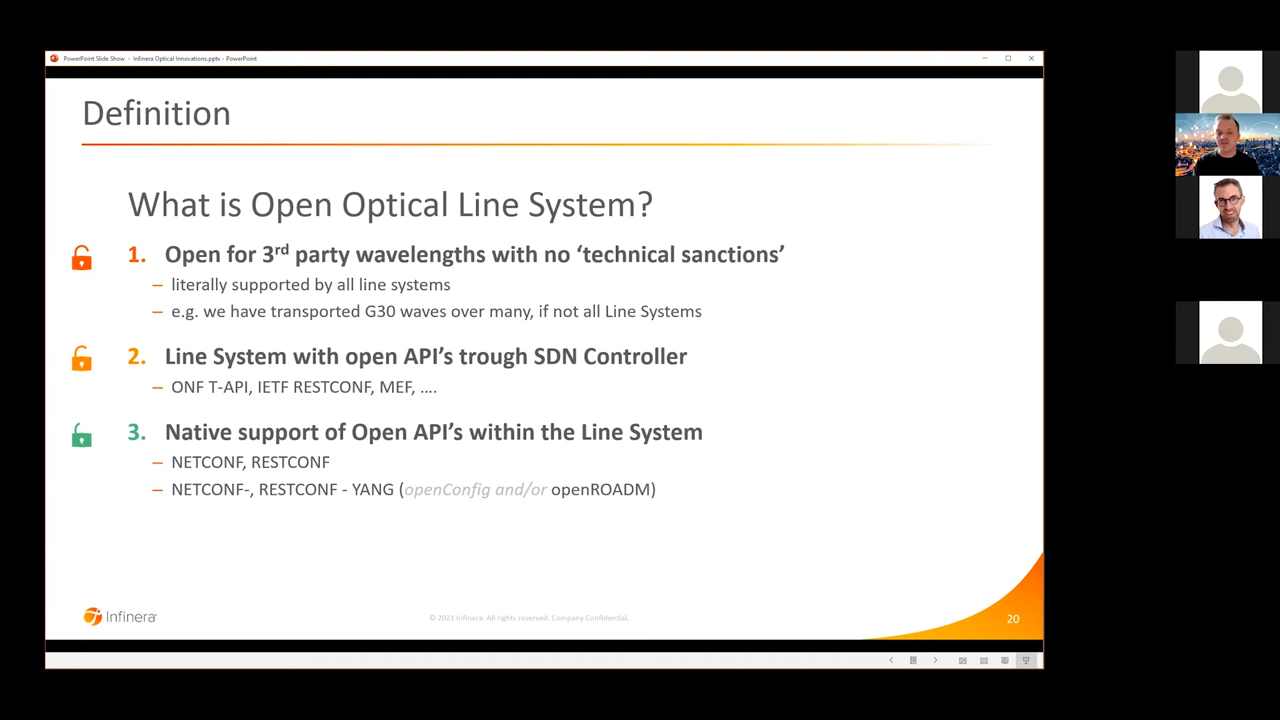 PowerPoint Slide Show - Infinera Optical Innovations.pptx - PowerPoint
Definition
What is Open Optical Line System?
1. Open for 3rd party wavelengths with no ‘technical sanctions’
– literally supported by all line systems
– e.g. we have transported G30 waves over many, if not all Line Systems
2. Line System with open API’s trough SDN Controller
– ONF T-API, IETF RESTCONF, MEF, ....
3. Native support of Open API’s within the Line System
– NETCONF, RESTCONF
– NETCONF-, RESTCONF - YANG (openConfig and/or openROADM)
Infinera
© 2021 Infinera. All rights reserved. Company Confidential.
20